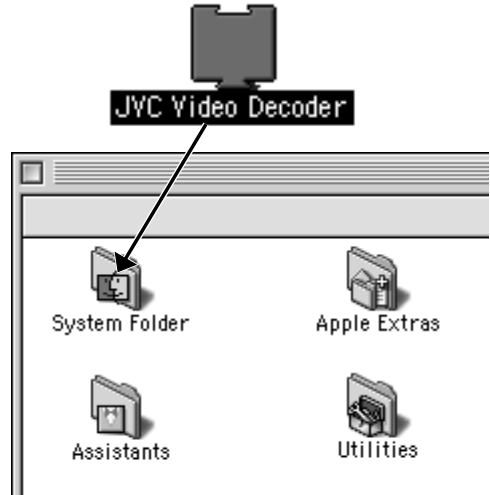 JVC Video Decoder
System Folder
Apple Extras
Assistants
Utilities